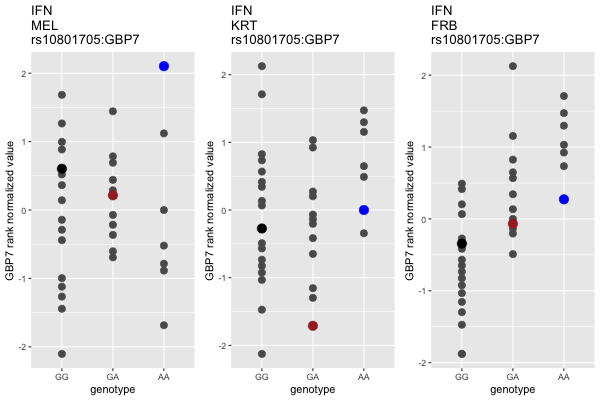 IFN
MEL
rs10801705:GBP7
GBP7 rank normalized value
2
1
0
-1
-2
GG
GA
AA
genotype
IFN
KRT
rs10801705:GBP7
GBP7 rank normalized value
2
1
0
-1
-2
GG
GA
AA
genotype
IFN
FRB
rs10801705:GBP7
GBP7 rank normalized value
2
1
0
-1
-2
GG
GA
AA
genotype